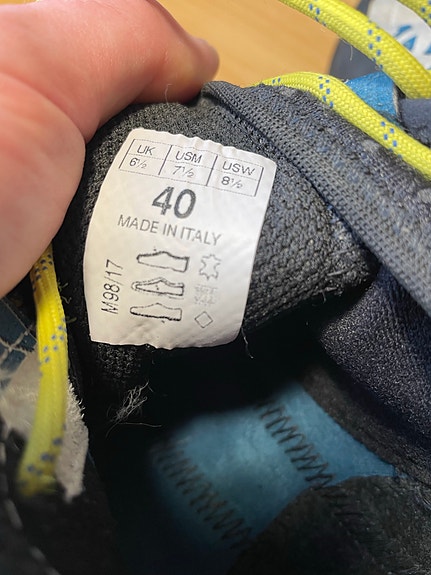 UK USM USW
6½ 7½ 8½
40
MADE IN ITALY
M98/17